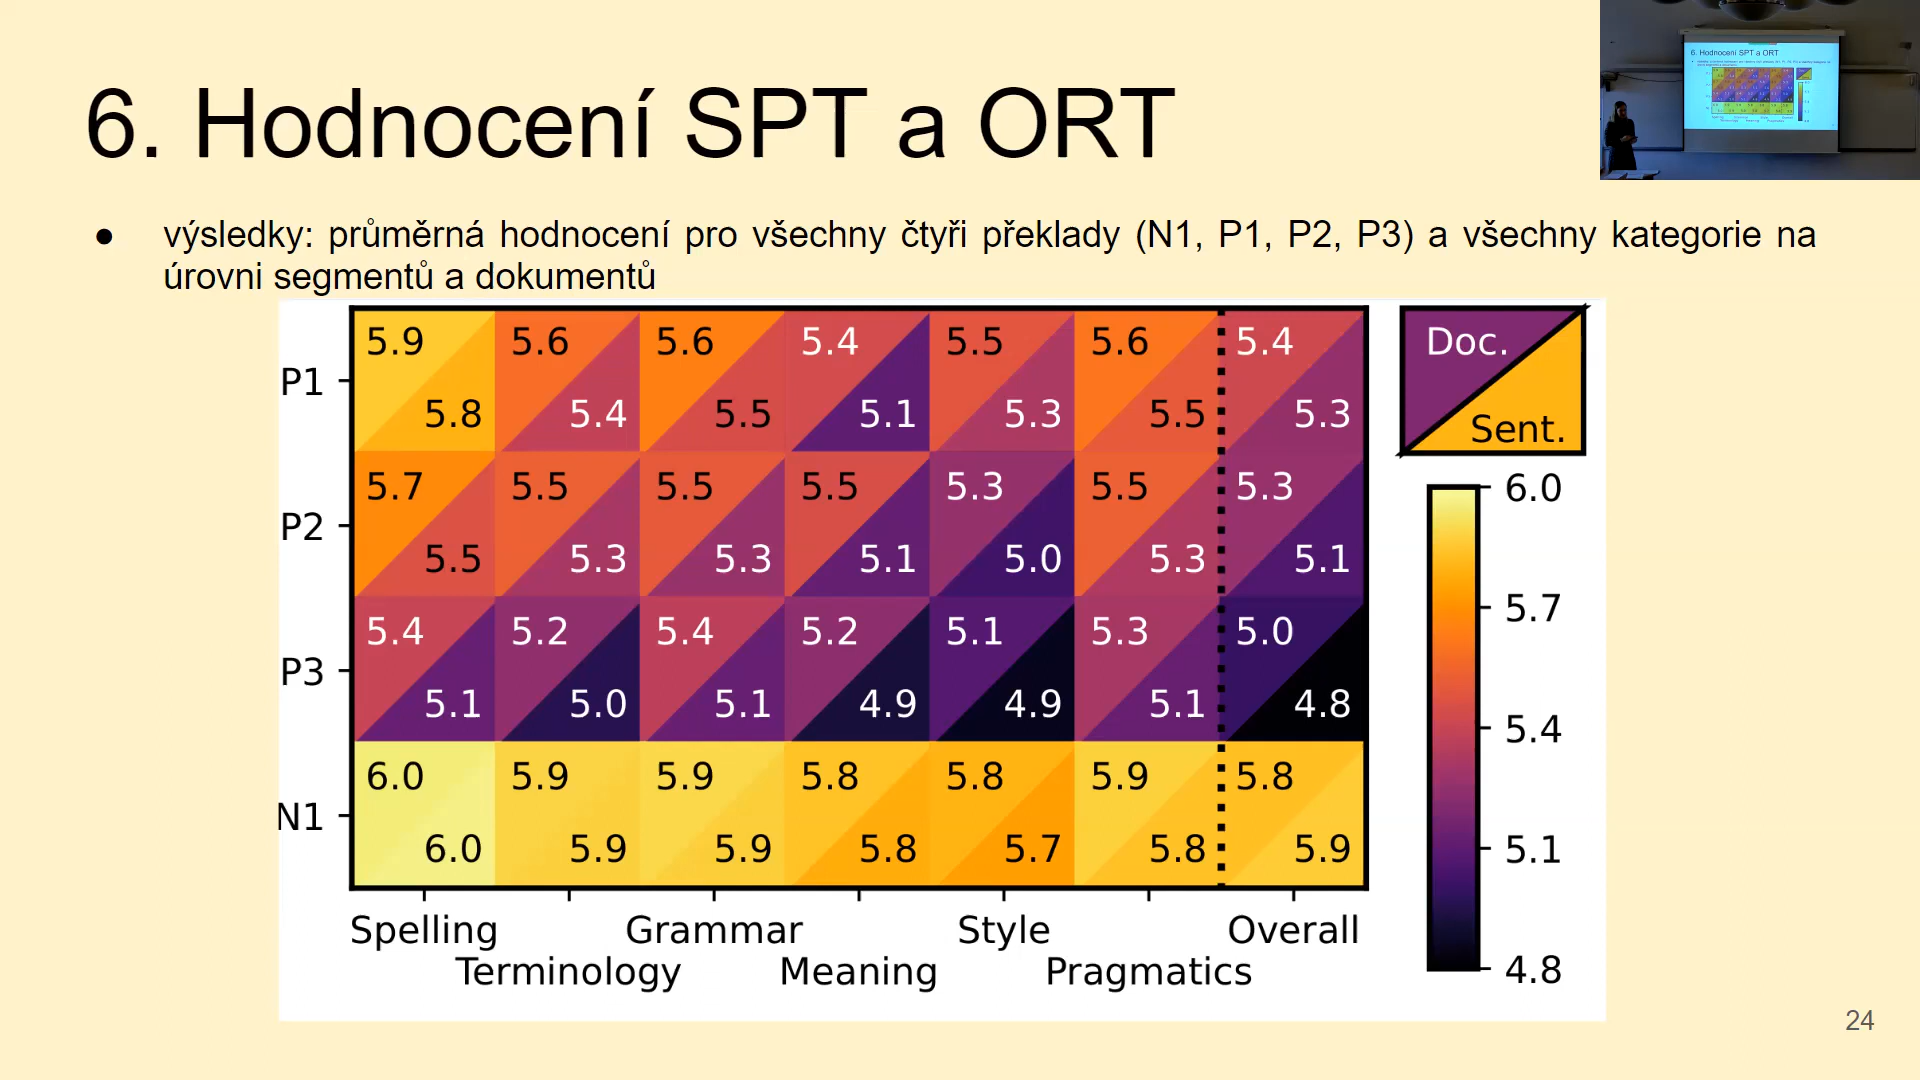 6. Hodnocení SPT a ORT
● výsledky: průměrná hodnocení pro všechny čtyři překlady (N1, P1, P2, P3) a všechny kategorie na
úrovni segmentů a dokumentů
5.9 5.6 5.6 5.4 5.5 5.6 5.4
P1
5.8 5.4 5.5 5.1 5.3 5.5 5.3
5.7 5.5 5.5 5.5 5.3 5.5 5.3
P2
5.5 5.3 5.3 5.1 5.0 5.3 5.1
5.4 5.2 5.4 5.2 5.1 5.3 5.0
P3
5.1 5.0 5.1 4.9 4.9 5.1 4.8
6.0 5.9 5.9 5.8 5.8 5.9 5.8
N1
6.0 5.9 5.9 5.8 5.7 5.8 5.9
Spelling Grammar Style Overall
Terminology Meaning Pragmatics
Doc.
Sent.
6.0
5.7
5.4
5.1
4.8
24
6. Hodnocení SPT a ORT